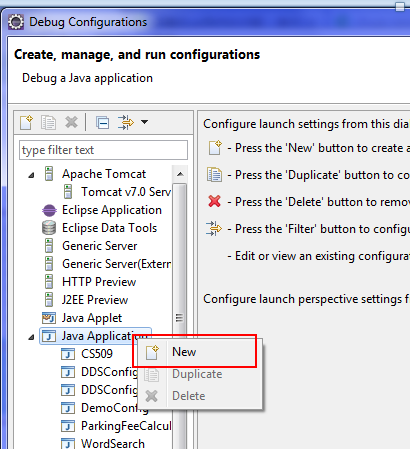 Debug Configurations
Create, manage, and run configurations
Debug a Java application
type filter text
Apache Tomcat
Tomcat v7.0 Serv
Eclipse Application
Eclipse Data Tools
Generic Server
Generic Server(Extern
HTTP Preview
J2EE Preview
Java Applet
Java Application
CS509
DDSConfig
DDSConfig
DemoConfig
ParkingFeeCalcul
WordSearch
New
Duplicate
Delete
Configure launch settings from this dia
- Press the 'New' button to create a
- Press the 'Duplicate' button to co
- Press the 'Delete' button to remov
- Press the 'Filter' button to configu
- Edit or view an existing configurat
Configure launch perspective settings f